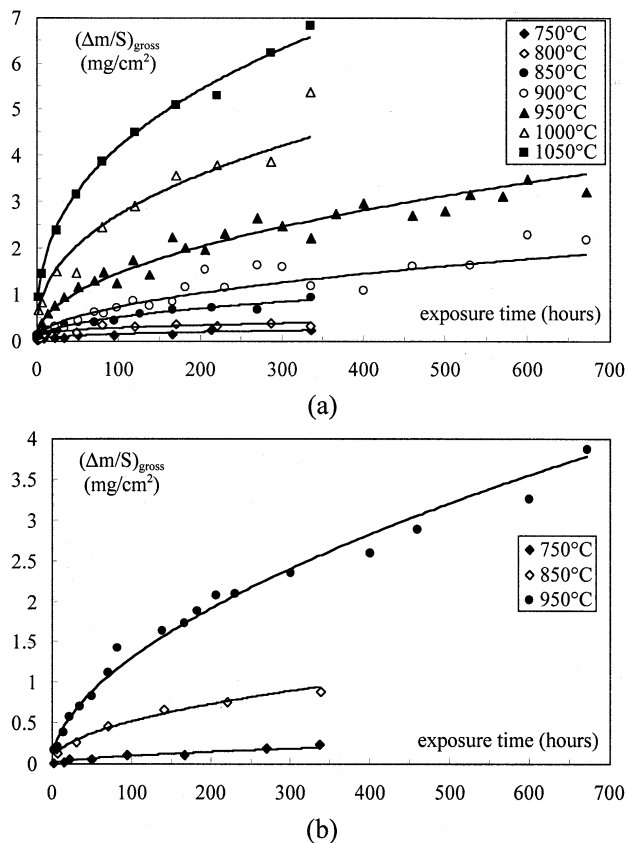 (a)
(Δm/S)gross
(mg/cm²)
7
6
5
4
3
2
1
0
0 100 200 300 400 500 600 700
exposure time (hours)
750°C
800°C
850°C
900°C
950°C
1000°C
1050°C
(a)
4
3.5
3
2.5
2
1.5
1
0.5
0
(Δm/S)gross
(mg/cm²)
750°C
850°C
950°C
exposure time (hours)
0 100 200 300 400 500 600 700
(b)